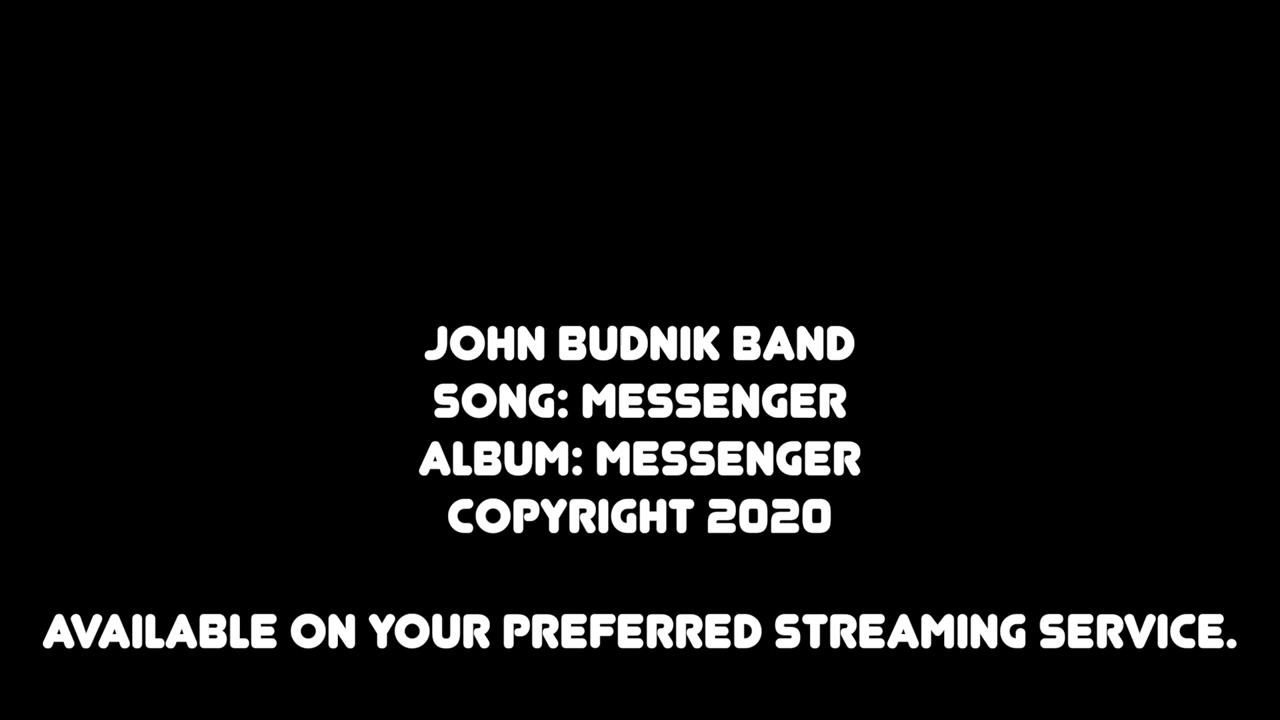 JOHN BUDNIK BAND
SONG: MESSENGER
ALBUM: MESSENGER
COPYRIGHT 2020
AVAILABLE ON YOUR PREFERRED STREAMING SERVICE.